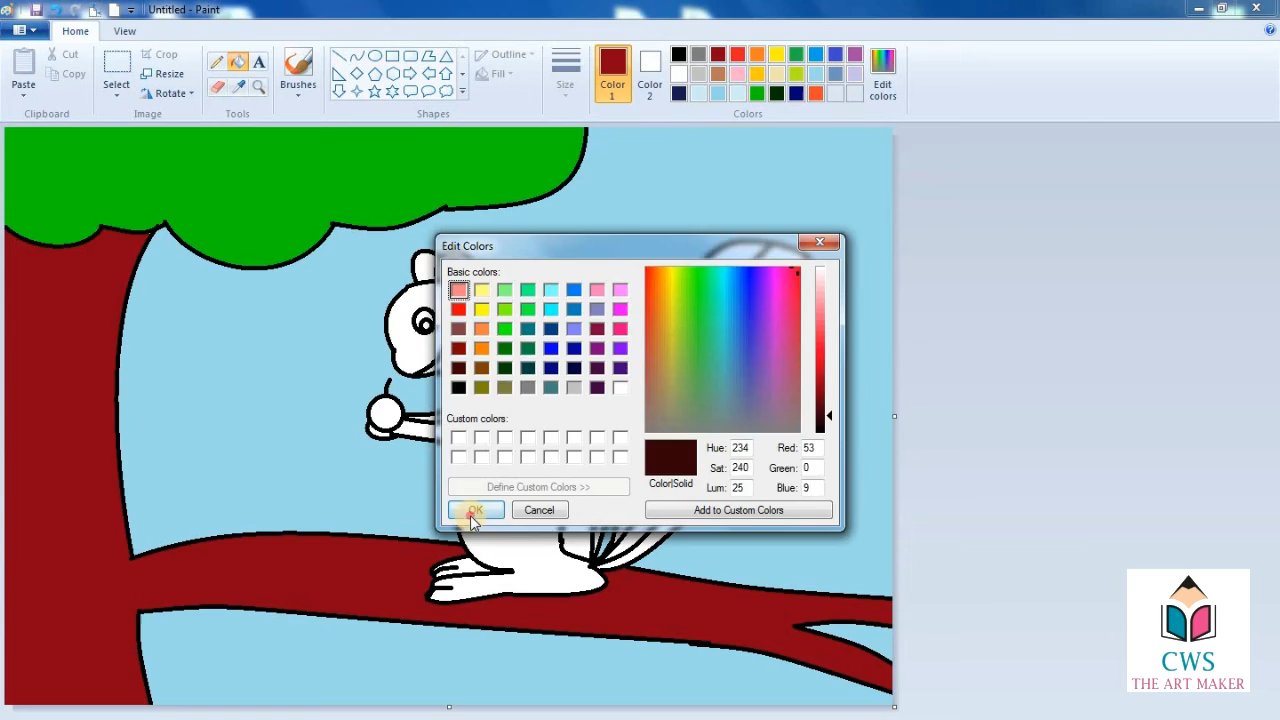 Untitled - Paint
Home
View
Paste
Cut
Copy
Clipboard
Select
Crop
Resize
Rotate
Image
A
Tools
Brushes
Shapes
Outline
Fill
Size
Color
1
Color
2
Edit
colors
Colors
Edit Colors
Basic colors:
Custom colors:
Define Custom Colors >>
OK
Cancel
Color|Solid
Hue: 234
Sat: 240
Lum: 25
Red: 53
Green: 0
Blue: 9
Add to Custom Colors
CWS
THE ART MAKER